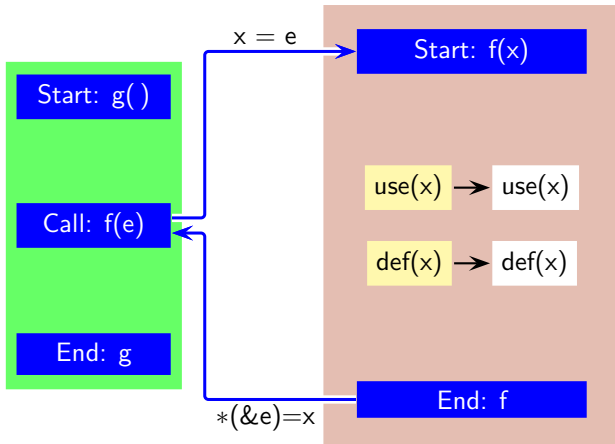 x = e
Start: f(x)
Start: g( )
use(x)
use(x)
Call: f(e)
def(x)
def(x)
End: g
End: f
*(&e)=x